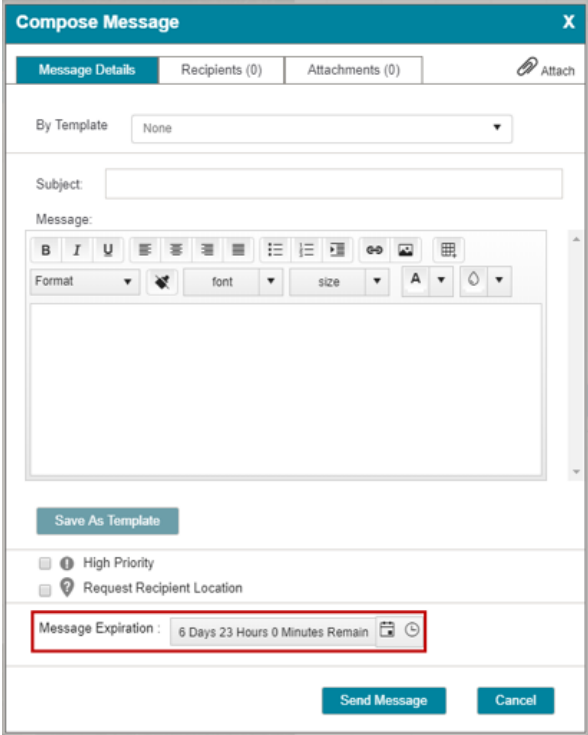 Compose Message X
Message Details Recipients (0) Attachments (0) Attach
By Template None
Subject:
Message:
B I U
Format font size A
Save As Template
High Priority
Request Recipient Location
Message Expiration : 6 Days 23 Hours 0 Minutes Remain
Send Message Cancel